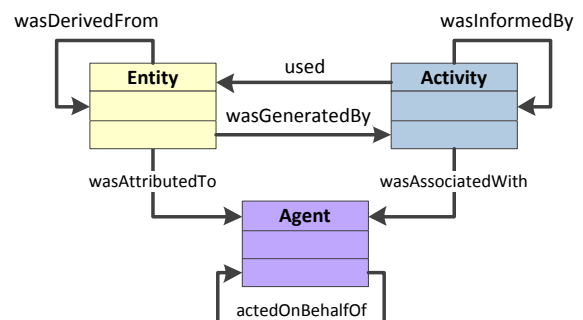 wasDerivedFrom
wasInformedBy
Entity
used
Activity
wasGeneratedBy
wasAttributedTo
wasAssociatedWith
Agent
actedOnBehalfOf